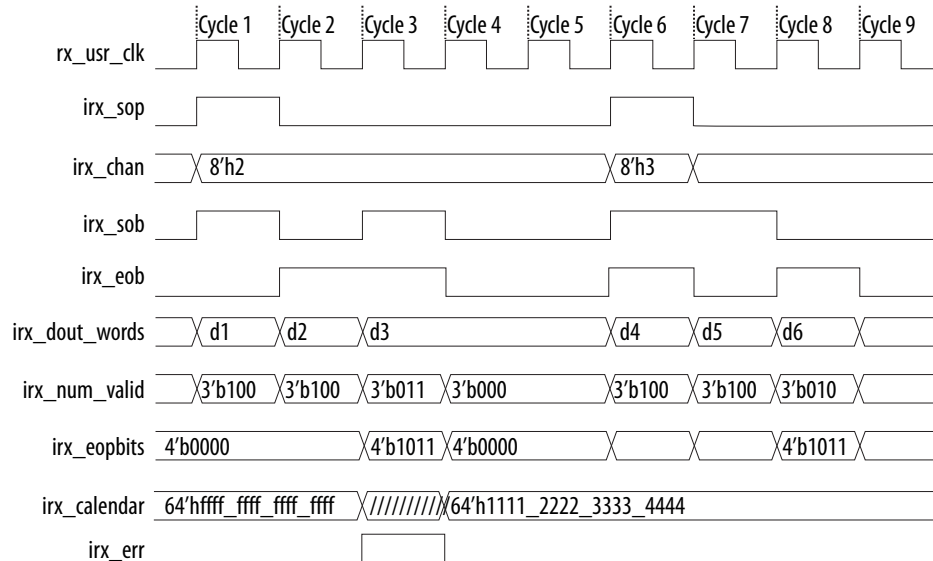 Cycle 1 Cycle 2 Cycle 3 Cycle 4 Cycle 5 Cycle 6 Cycle 7 Cycle 8 Cycle 9
rx_usr_clk
irx_sop
irx_chan 8’h2 8’h3
irx_sob
irx_eob
irx_dout_words d1 d2 d3 d4 d5 d6
irx_num_valid 3’b100 3’b100 3’b011 3’b000 3’b100 3’b100 3’b010
irx_eopbits 4’b0000 4’b1011 4’b0000 4’b1011
irx_calendar 64’hffff_ffff_ffff_ffff /////////// 64’h1111_2222_3333_4444
irx_err